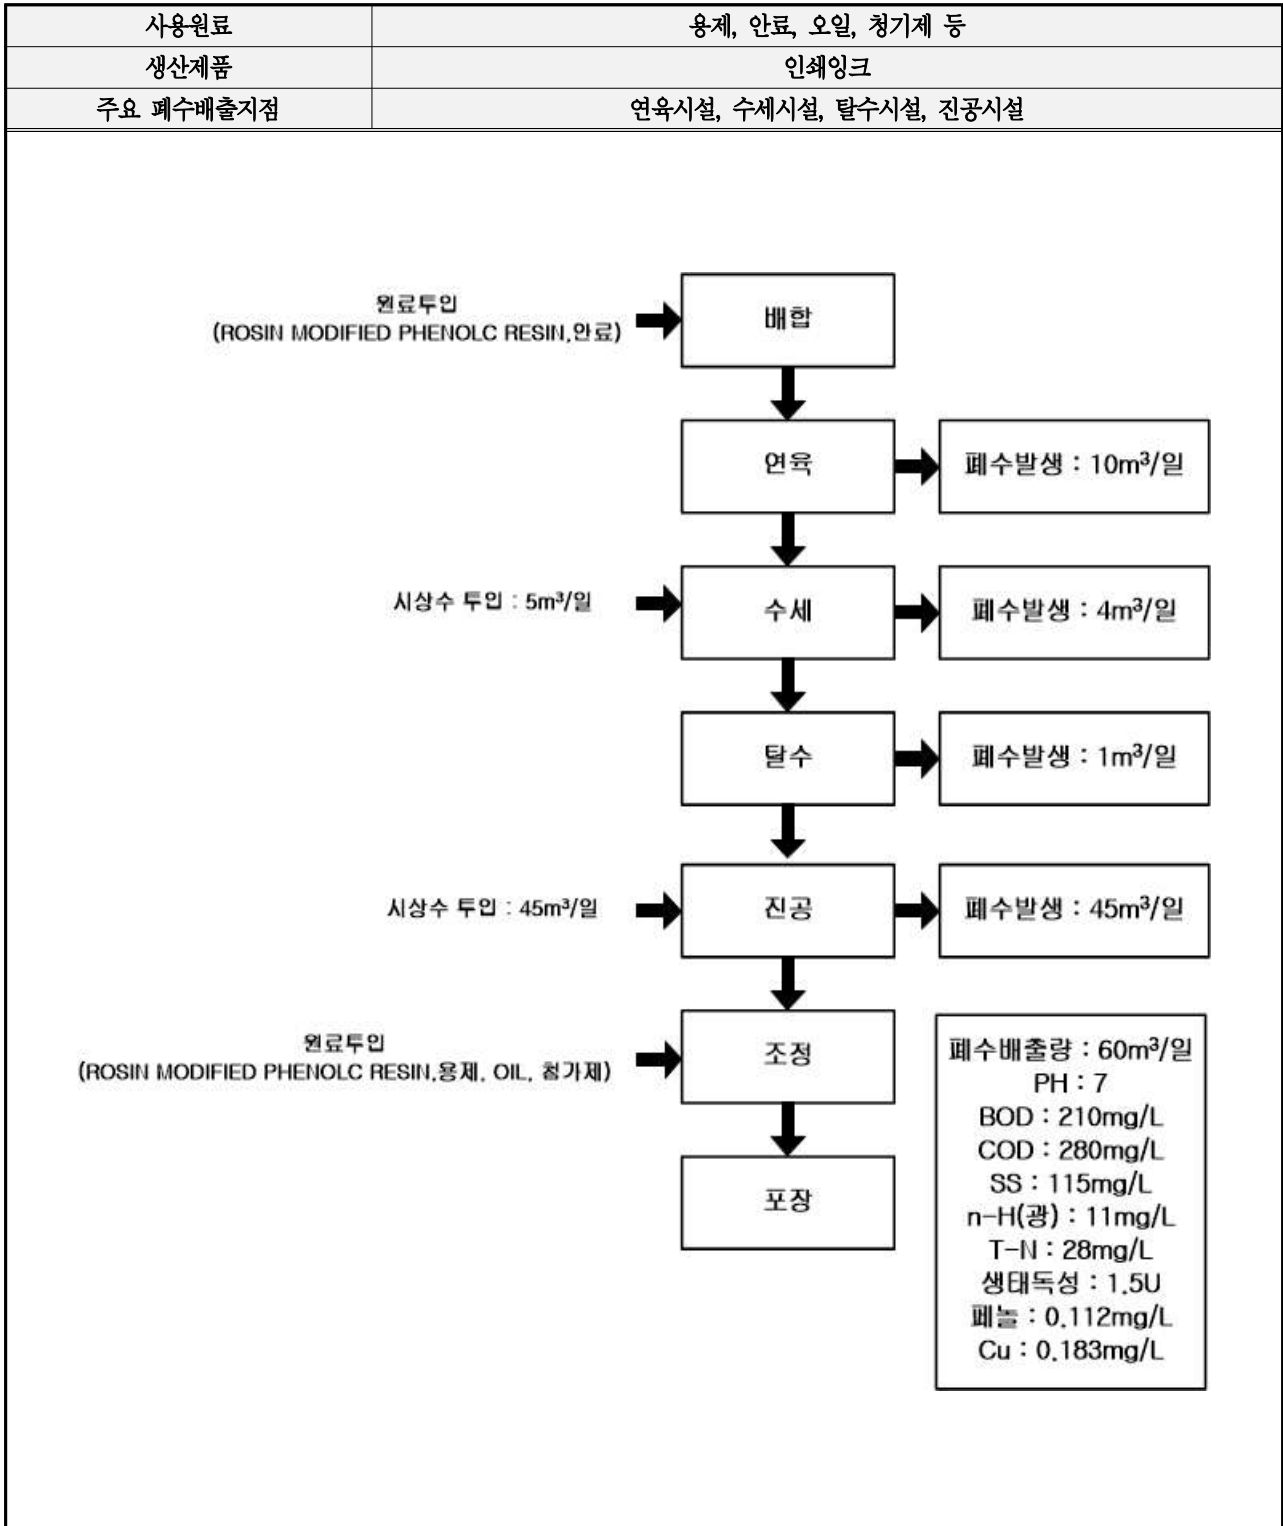 사용원료 용제, 안료, 오일, 청기제 등
생산제품 인쇄잉크
주요 폐수배출지점 연육시설, 수세시설, 탈수시설, 진공시설
원료투입
(ROSIN MODIFIED PHENOLC RESIN,안료)
배합
연육
폐수발생 : 10m³/일
시상수 투입 : 5m³/일
수세
폐수발생 : 4m³/일
탈수
폐수발생 : 1m³/일
시상수 투입 : 45m³/일
진공
폐수발생 : 45m³/일
원료투입
(ROSIN MODIFIED PHENOLC RESIN,용제, OIL, 첨가제)
조정
포장
폐수배출량 : 60m³/일
PH : 7
BOD : 210mg/L
COD : 280mg/L
SS : 115mg/L
n-H(광) : 11mg/L
T-N : 28mg/L
생태독성 : 1.5U
페놀 : 0.112mg/L
Cu : 0.183mg/L